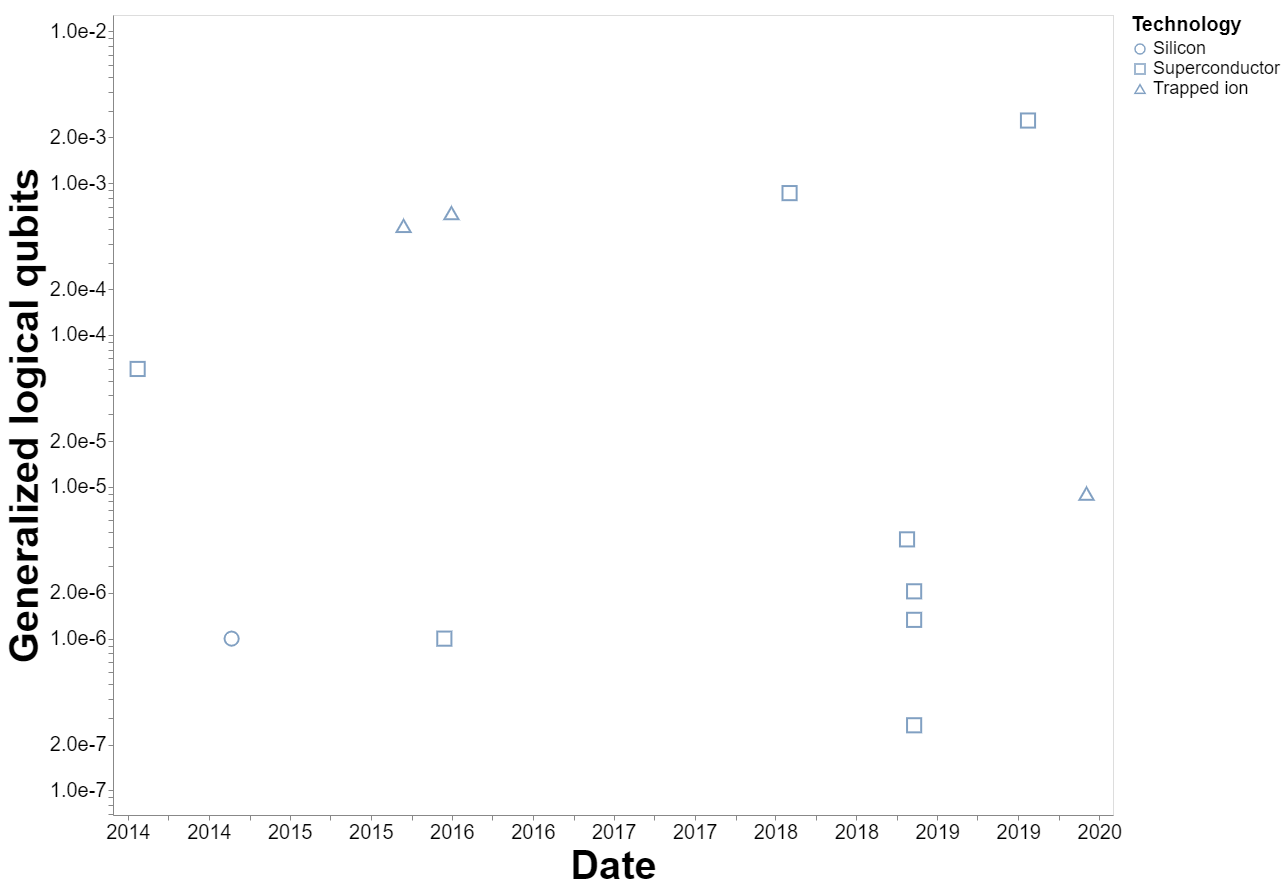 Technology
Silicon
Superconductor
Trapped ion
Generalized logical qubits
1.0e-2
2.0e-3
1.0e-3
2.0e-4
1.0e-4
2.0e-5
1.0e-5
2.0e-6
1.0e-6
2.0e-7
1.0e-7
2014 2014 2015 2015 2016 2016 2017 2017 2018 2018 2019 2019 2020
Date